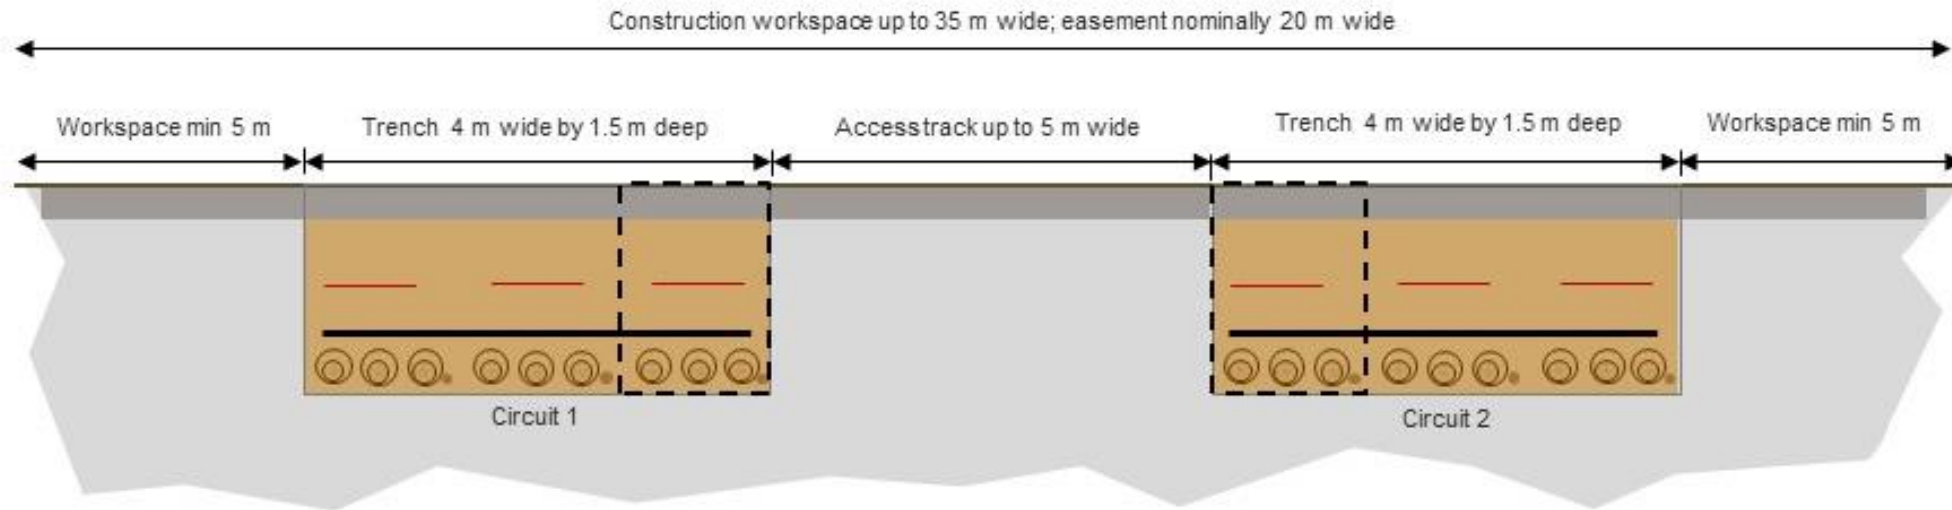 Construction workspace up to 35 m wide; easement nominally 20 m wide
Workspace min 5 m
Trench 4 m wide by 1.5 m deep
Access track up to 5 m wide
Trench 4 m wide by 1.5 m deep
Workspace min 5 m
Circuit 1
Circuit 2